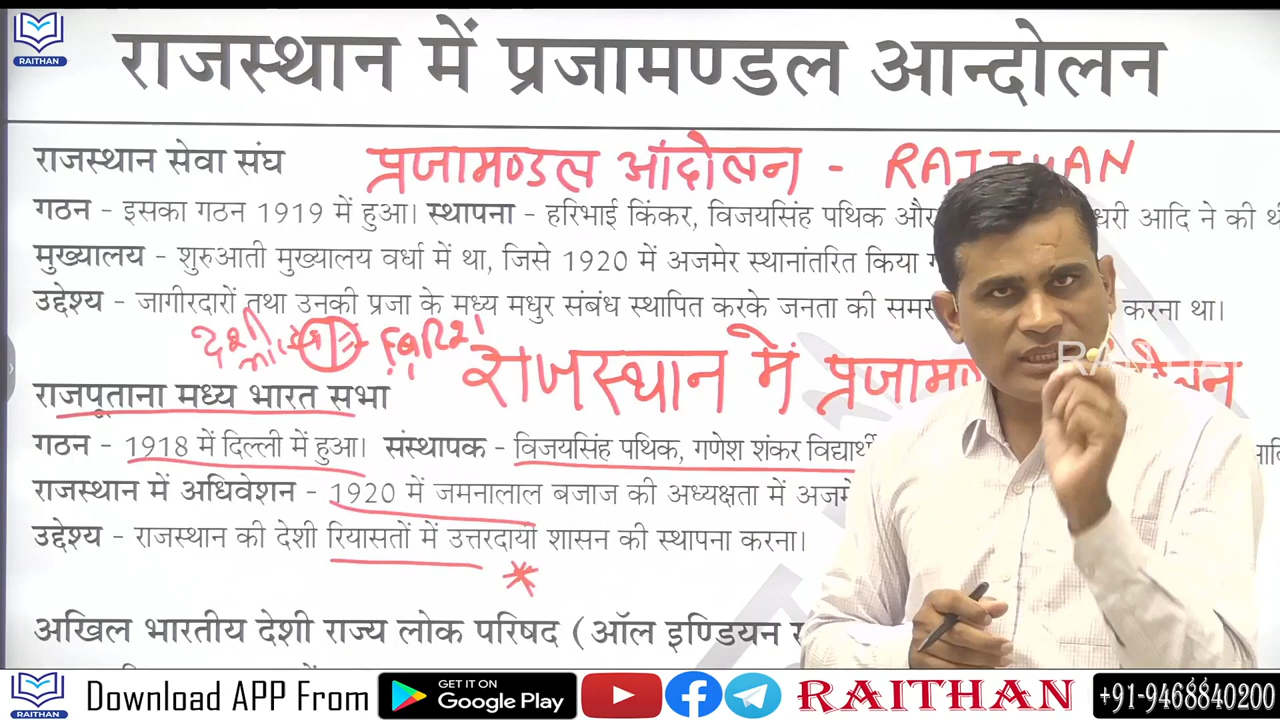 RAITHAN
राजस्थान में प्रजामण्डल आन्दोलन
राजस्थान सेवा संघ
प्रजामण्डल आंदोलन - RAITHAN
गठन - इसका गठन 1919 में हुआ। स्थापना - हरिभाई किंकर, विजयसिंह पथिक और धरी आदि ने की थी
मुख्यालय - शुरुआती मुख्यालय वर्धा में था, जिसे 1920 में अजमेर स्थानांतरित किया
उद्देश्य - जागीरदारों तथा उनकी प्रजा के मध्य मधुर संबंध स्थापित करके जनता की करना था।
देशी
राजस्थान में
राजपूताना मध्य भारत सभा
गठन - 1918 में दिल्ली में हुआ। संस्थापक - विजयसिंह पथिक, गणेश शंकर विद्यार्थी
राजस्थान में अधिवेशन - 1920 में जमनालाल बजाज की अध्यक्षता में
उद्देश्य - राजस्थान की देशी रियासतों में उत्तरदायी शासन की स्थापना करना।
अखिल भारतीय देशी राज्य लोक परिषद (ऑल इण्डियन
RAITHAN
Download APP From
GET IT ON
Google Play
RAITHAN
+91-9468840200